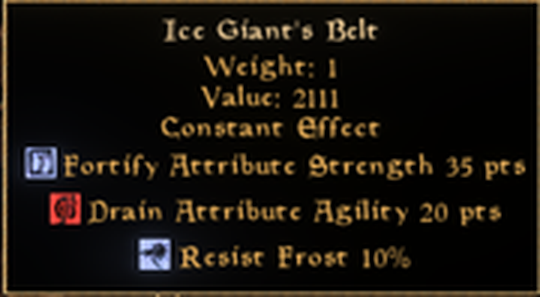 Ice Giant's Belt
Weight: 1
Value: 2111
Constant Effect
Fortify Attribute Strength 35 pts
Drain Attribute Agility 20 pts
Resist Frost 10%